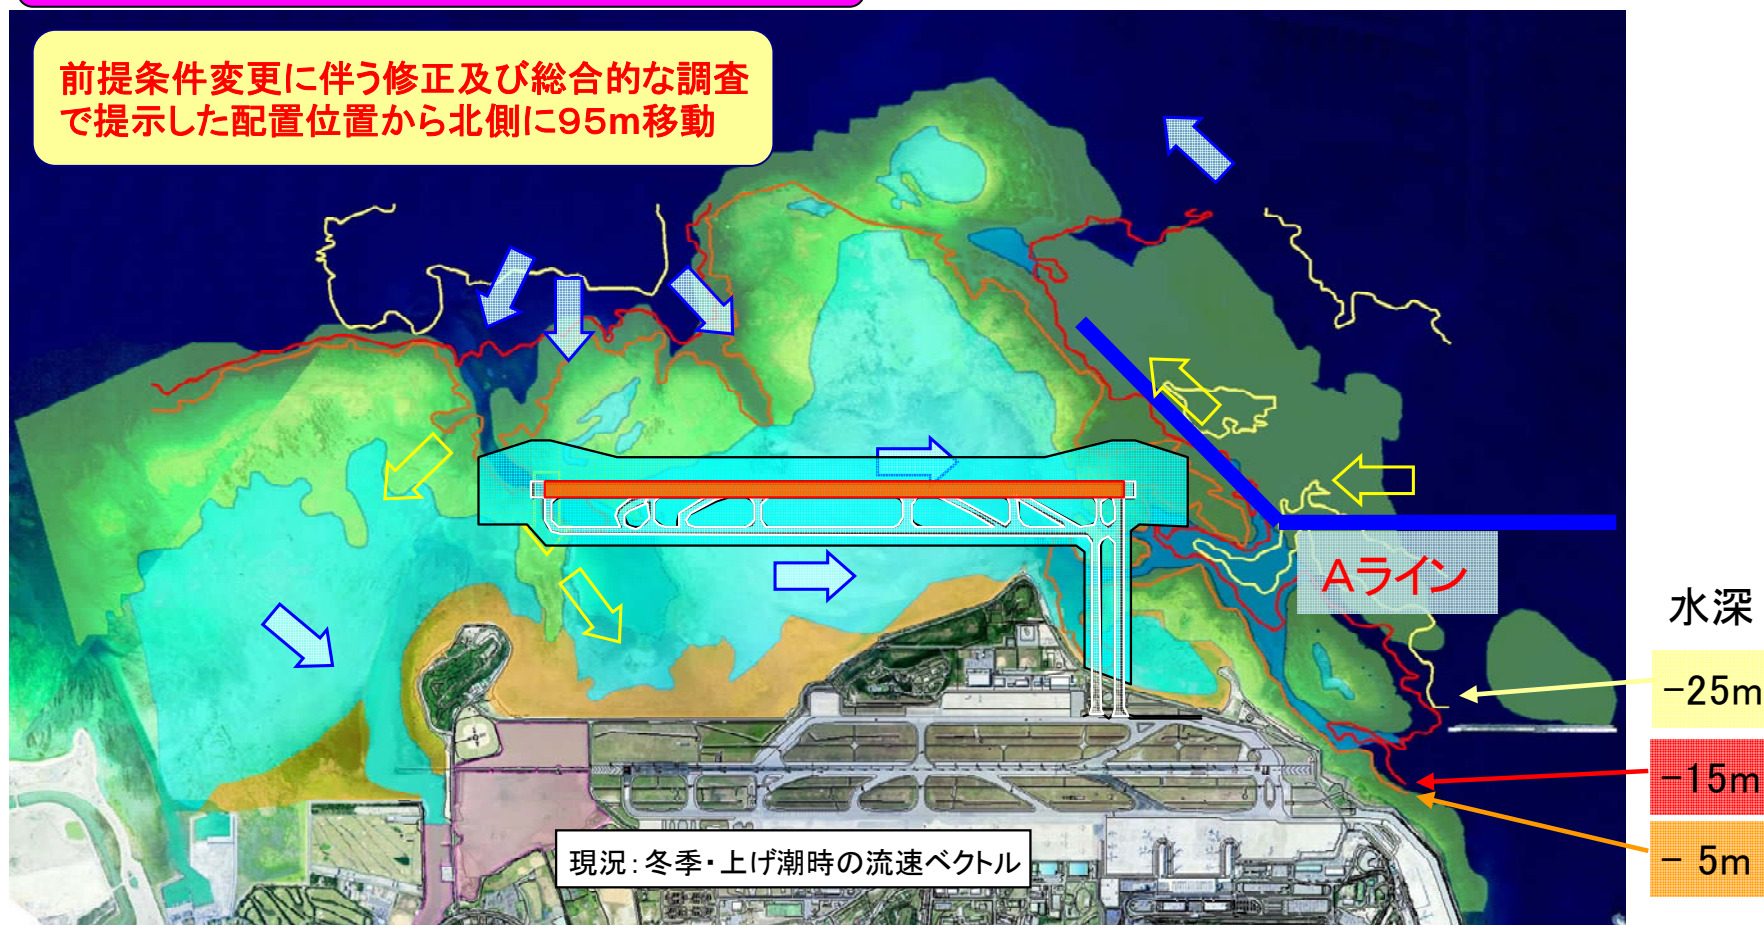 前提条件変更に伴う修正及び総合的な調査
で提示した配置位置から北側に95m移動
Aライン
水深
-25m
-15m
- 5m
現況:冬季・上げ潮時の流速ベクトル